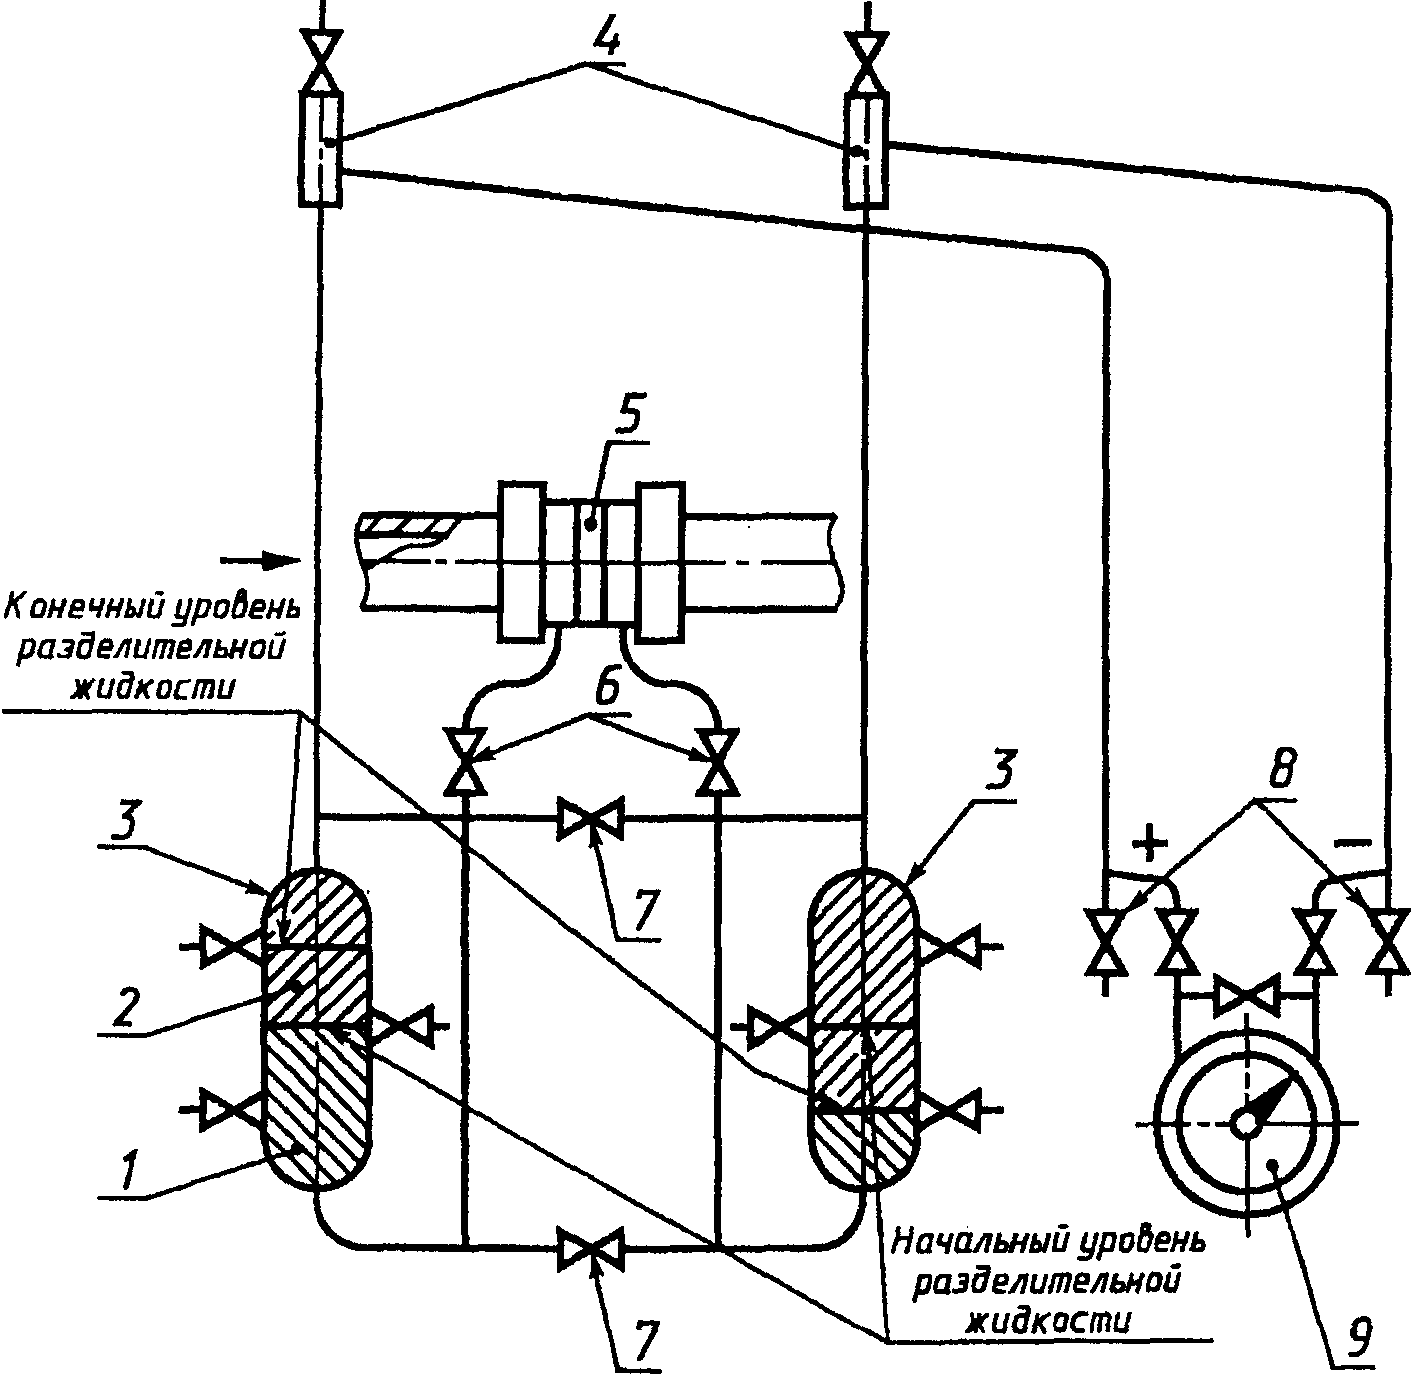 4
5
Конечный уровень
разделительной
жидкости
6
3
3
8
+
−
7
2
1
Начальный уровень
разделительной
жидкости
7
9